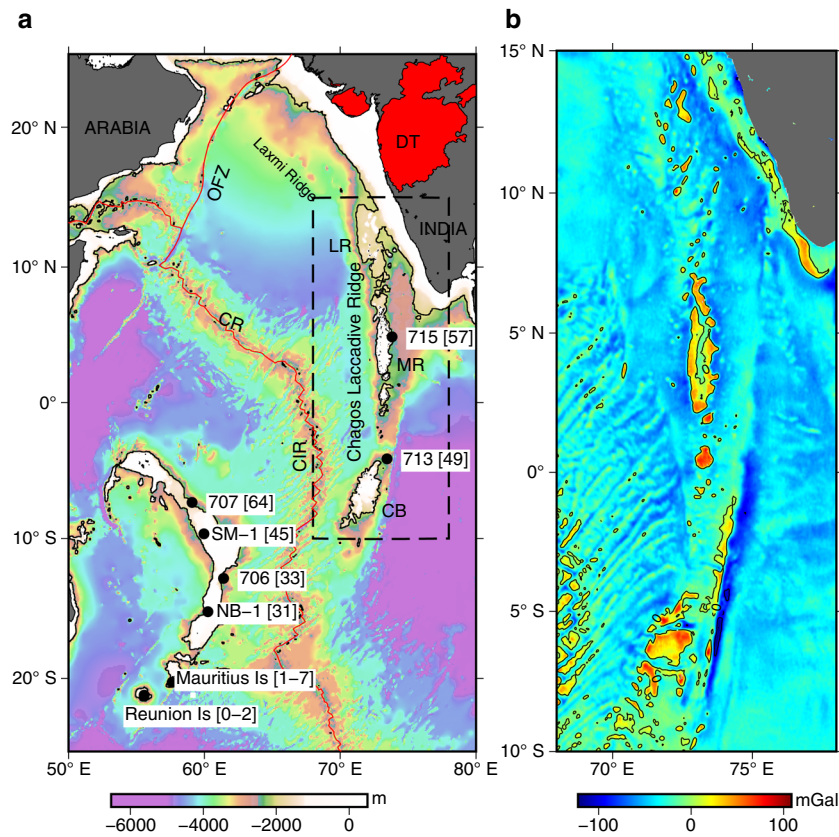 a
b
20° N
10° N
0°
10° S
20° S
50° E
60° E
70° E
80° E
ARABIA
DT
INDIA
OFZ
Laxmi Ridge
LR
Chagos Laccadive Ridge
CR
MR
CIR
CB
715 [57]
713 [49]
707 [64]
SM–1 [45]
706 [33]
NB–1 [31]
Mauritius Is [1–7]
Reunion Is [0–2]
m
–6000
–4000
–2000
0
15° N
10° N
5° N
0°
5° S
10° S
70° E
75° E
mGal
–100
0
100